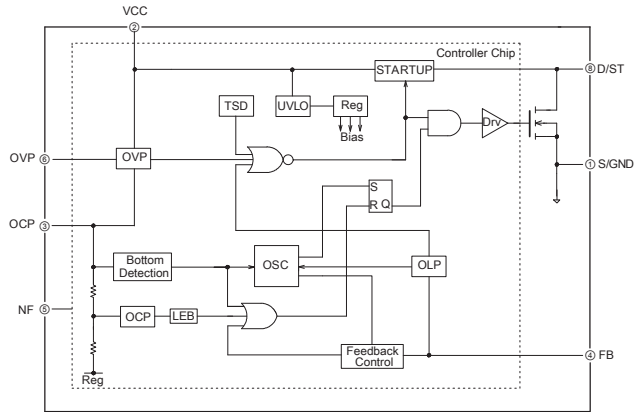 VCC
②
Controller Chip
STARTUP
⑧ D/ST
TSD
UVLO
Reg
Bias
Drv
OVP ⑥
OVP
① S/GND
S
R Q
OCP ③
Bottom
Detection
OSC
OLP
NF ⑤
OCP
LEB
Feedback
Control
④ FB
Reg